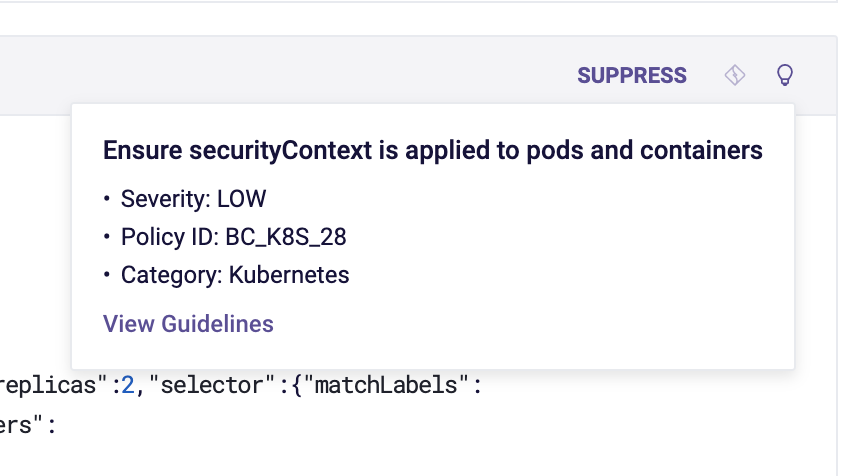 SUPPRESS
Ensure securityContext is applied to pods and containers
• Severity: LOW
• Policy ID: BC_K8S_28
• Category: Kubernetes
View Guidelines
replicas":2,"selector":{"matchLabels":
ers":